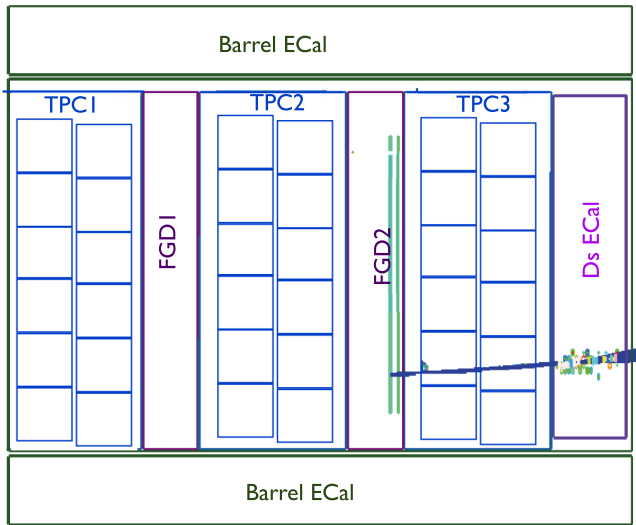 Barrel ECal
TPC1
TPC2
TPC3
FGD1
FGD2
Ds ECal
Barrel ECal